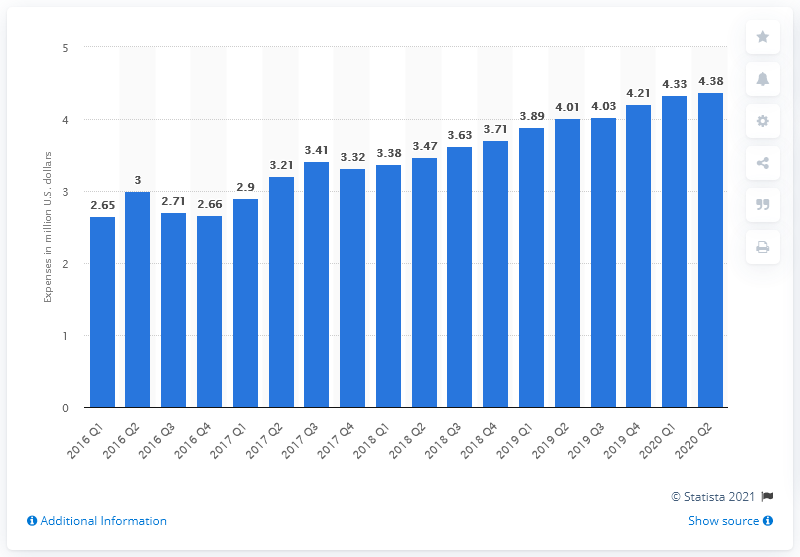 Expenses in million U.S. dollars
5
4
3
2
1
0
2.65
3
2.71
2.66
2.9
3.21
3.41
3.32
3.38
3.47
3.63
3.71
3.89
4.01
4.03
4.21
4.33
4.38
2016 Q1
2016 Q2
2016 Q3
2016 Q4
2017 Q1
2017 Q2
2017 Q3
2017 Q4
2018 Q1
2018 Q2
2018 Q3
2018 Q4
2019 Q1
2019 Q2
2019 Q3
2019 Q4
2020 Q1
2020 Q2
© Statista 2021
Additional Information
Show source